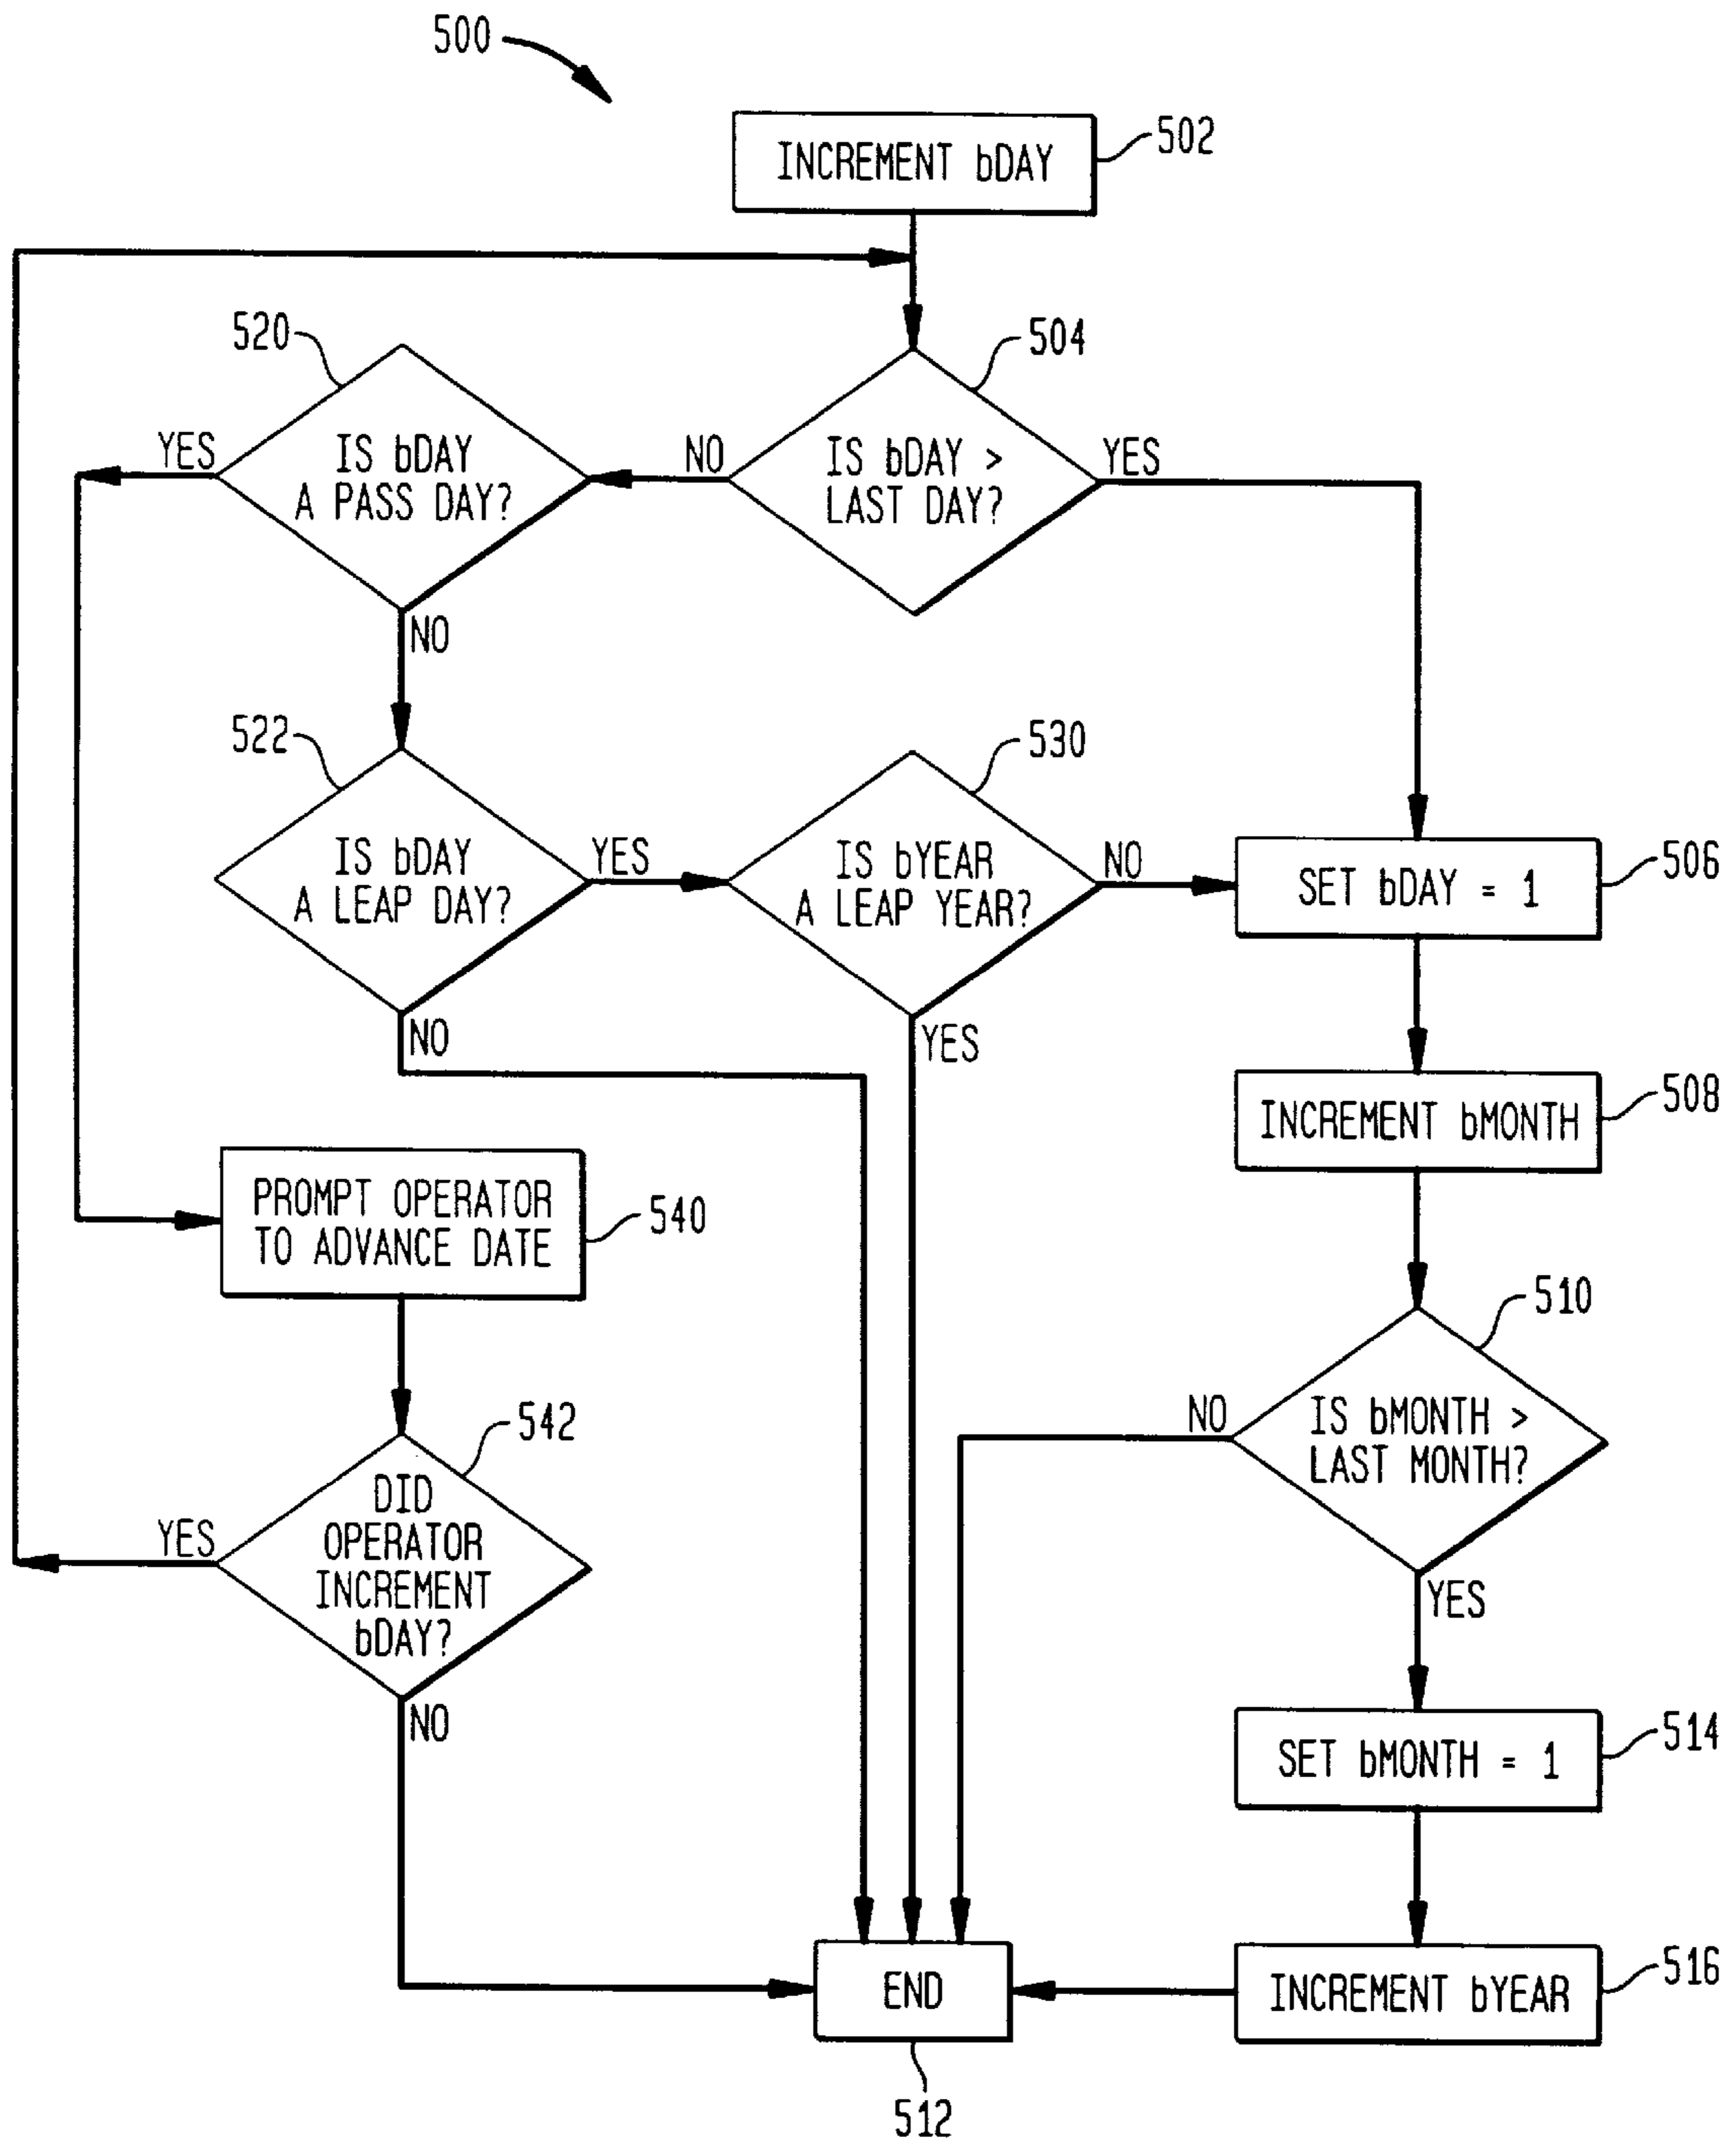 500
INCREMENT bDAY
502
520
504
YES
IS bDAY
A PASS DAY?
NO
IS bDAY >
LAST DAY?
YES
NO
522
530
IS bDAY
A LEAP DAY?
YES
IS bYEAR
A LEAP YEAR?
NO
SET bDAY = 1
506
NO
YES
INCREMENT bMONTH
508
PROMPT OPERATOR
TO ADVANCE DATE
540
510
542
NO
IS bMONTH >
LAST MONTH?
YES
DID
OPERATOR
INCREMENT
bDAY?
YES
NO
SET bMONTH = 1
514
END
INCREMENT bYEAR
516
512